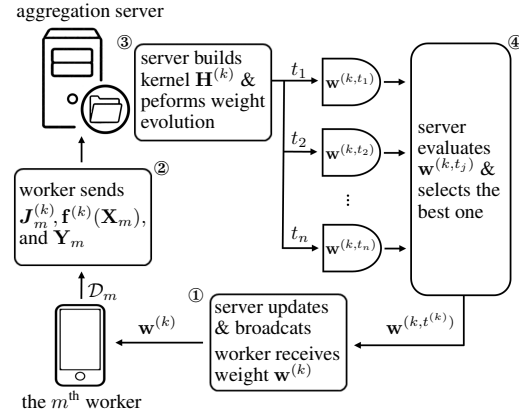 aggregation server
③
server builds
kernel H^(k) &
peforms weight
evolution
t_1
w^(k,t_1)
t_2
w^(k,t_2)
...
t_n
w^(k,t_n)
④
server
evaluates
w^(k,t_j) &
selects the
best one
②
worker sends
J_m^(k), f^(k)(X_m),
and Y_m
D_m
the m^th worker
w^(k)
①
server updates
& broadcats
worker receives
weight w^(k)
w^(k,t^(k))